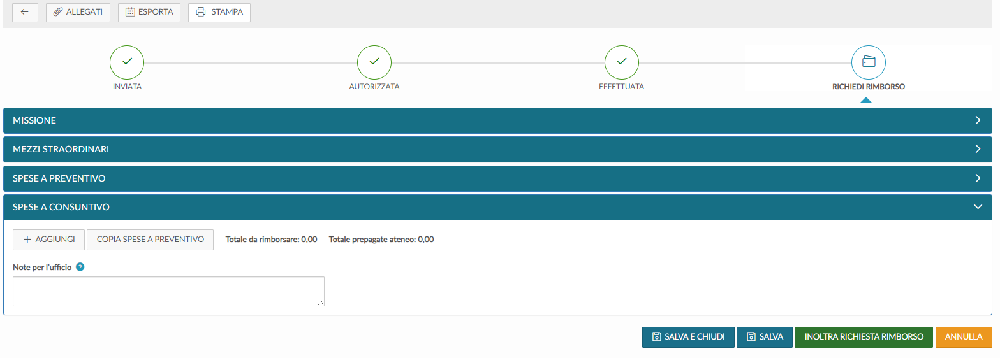 ALLEGATI ESPORTA STAMPA
INVIATA AUTORIZZATA EFFETTUATA RICHIEDI RIMBORSO
MISSIONE
MEZZI STRAORDINARI
SPESE A PREVENTIVO
SPESE A CONSUNTIVO
+ AGGIUNGI COPIA SPESE A PREVENTIVO Totale da rimborsare: 0,00 Totale prepagate ateneo: 0,00
Note per l'ufficio ?
SALVA E CHIUDI SALVA INOLTRA RICHIESTA RIMBORSO ANNULLA